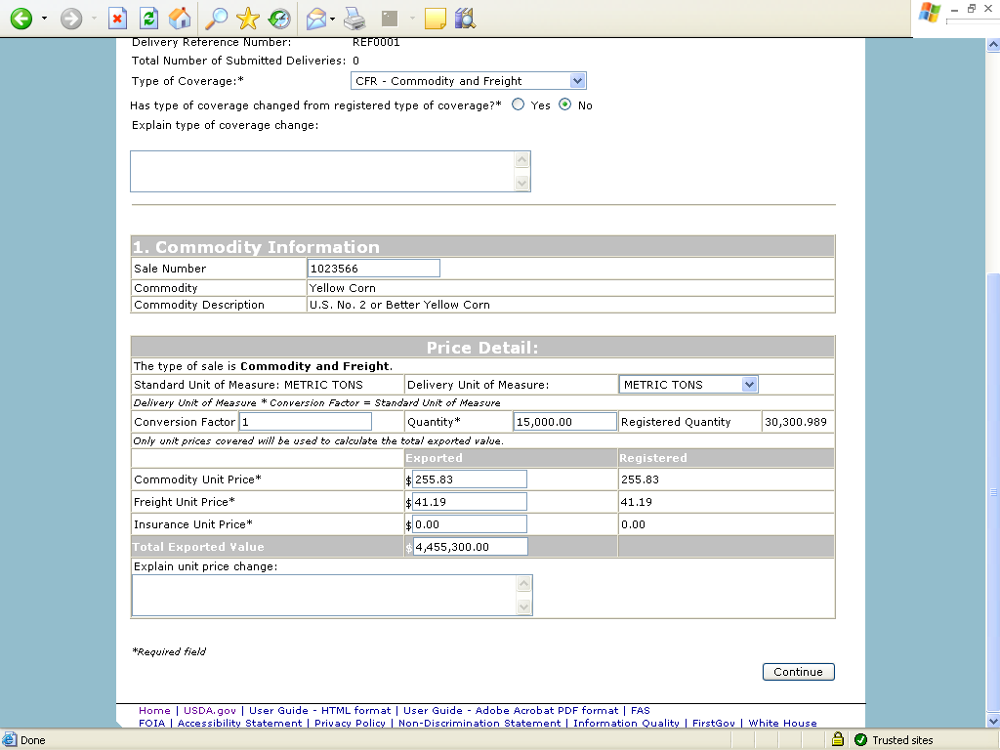 Delivery Reference Number: REF0001
Total Number of Submitted Deliveries: 0
Type of Coverage:* CFR - Commodity and Freight
Has type of coverage changed from registered type of coverage?* Yes No
Explain type of coverage change:
1. Commodity Information
Sale Number 1023566
Commodity Yellow Corn
Commodity Description U.S. No. 2 or Better Yellow Corn
Price Detail:
The type of sale is Commodity and Freight.
Standard Unit of Measure: METRIC TONS Delivery Unit of Measure: METRIC TONS
Delivery Unit of Measure * Conversion Factor = Standard Unit of Measure
Conversion Factor 1 Quantity* 15,000.00 Registered Quantity 30,300.989
Only unit prices covered will be used to calculate the total exported value.
Exported Registered
Commodity Unit Price* $ 255.83 255.83
Freight Unit Price* $ 41.19 41.19
Insurance Unit Price* $ 0.00 0.00
Total Exported Value $ 4,455,300.00
Explain unit price change:
*Required field
Continue
Home | USDA.gov | User Guide - HTML format | User Guide - Adobe Acrobat PDF format | FAS
FOIA | Accessibility Statement | Privacy Policy | Non-Discrimination Statement | Information Quality | FirstGov | White House
Done Trusted sites